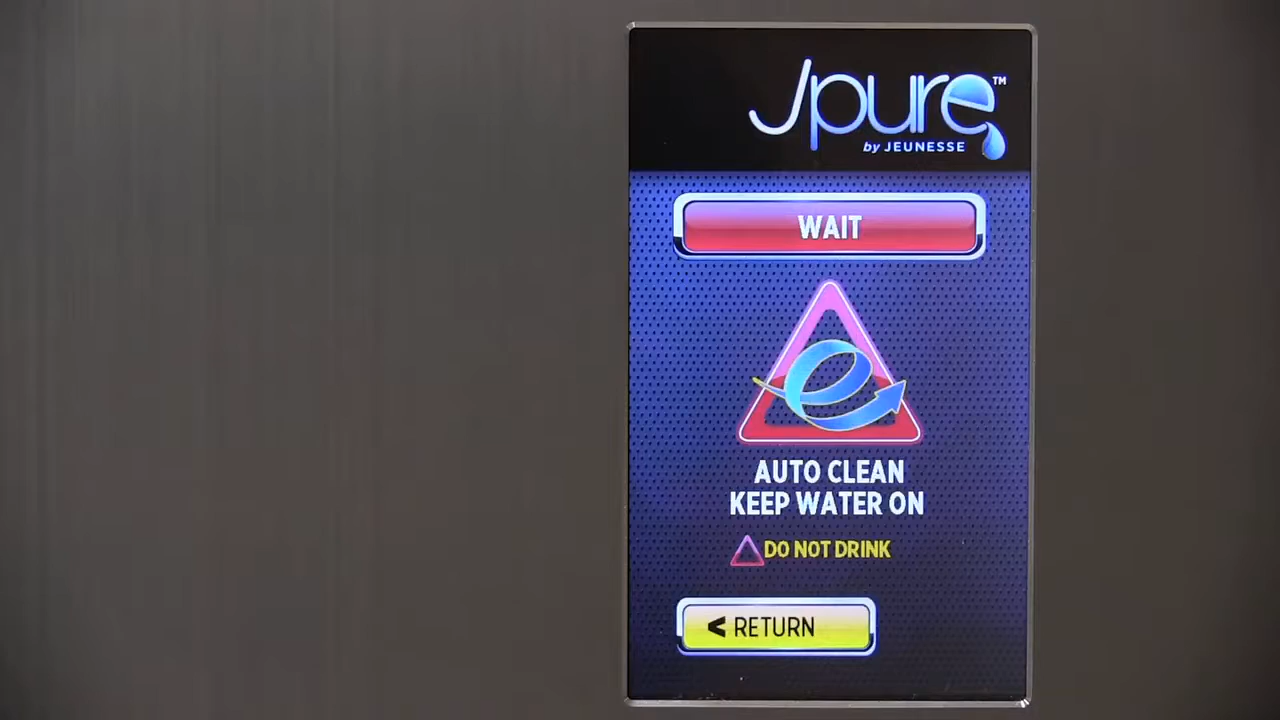 Jpure™
by JEUNESSE
WAIT
AUTO CLEAN
KEEP WATER ON
DO NOT DRINK
< RETURN